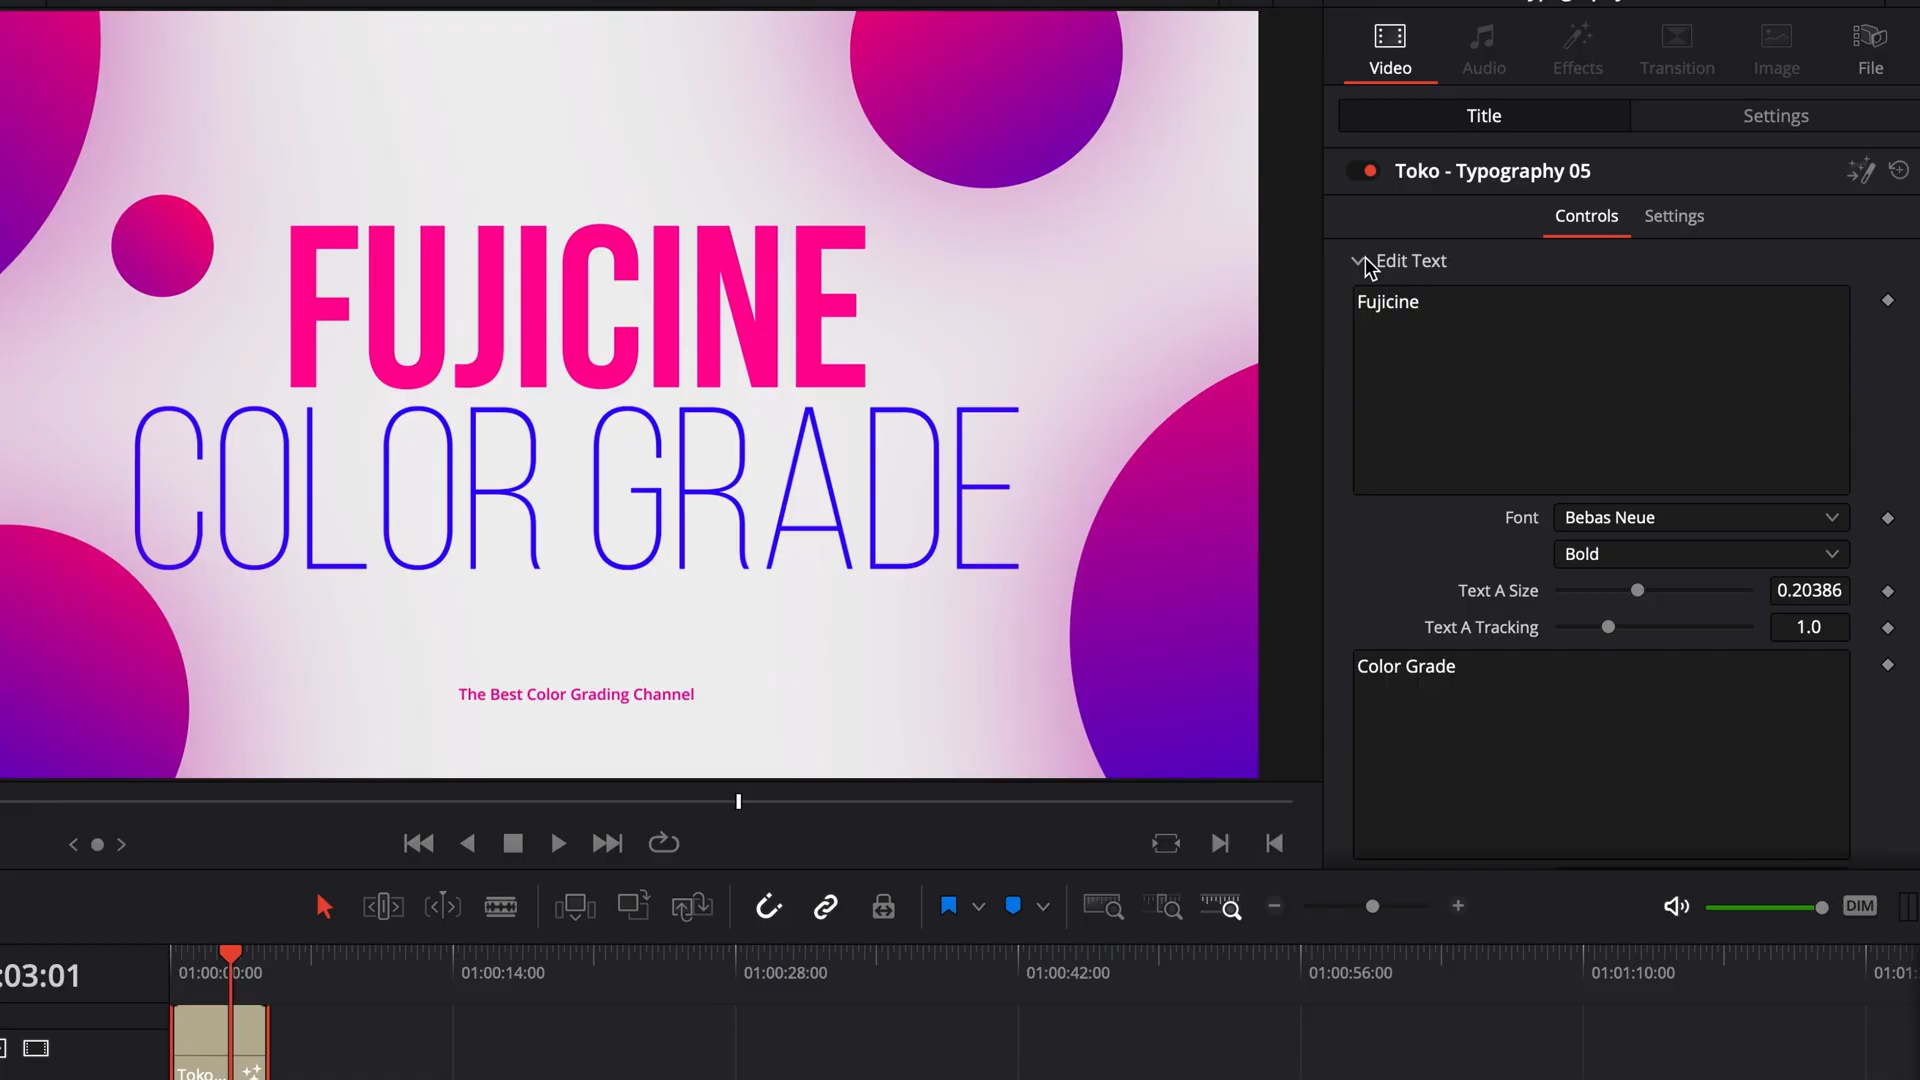 Video
Audio
Effects
Transition
Image
File
Title
Settings
Toko - Typography 05
Controls
Settings
Edit Text
Fujicine
Font
Bebas Neue
Bold
Text A Size
0.20386
Text A Tracking
1.0
Color Grade
FUJICINE
COLOR GRADE
The Best Color Grading Channel
DIM
:03:01
01:00:00:00
01:00:14:00
01:00:28:00
01:00:42:00
01:00:56:00
01:01:10:00
01:01:
Toko...